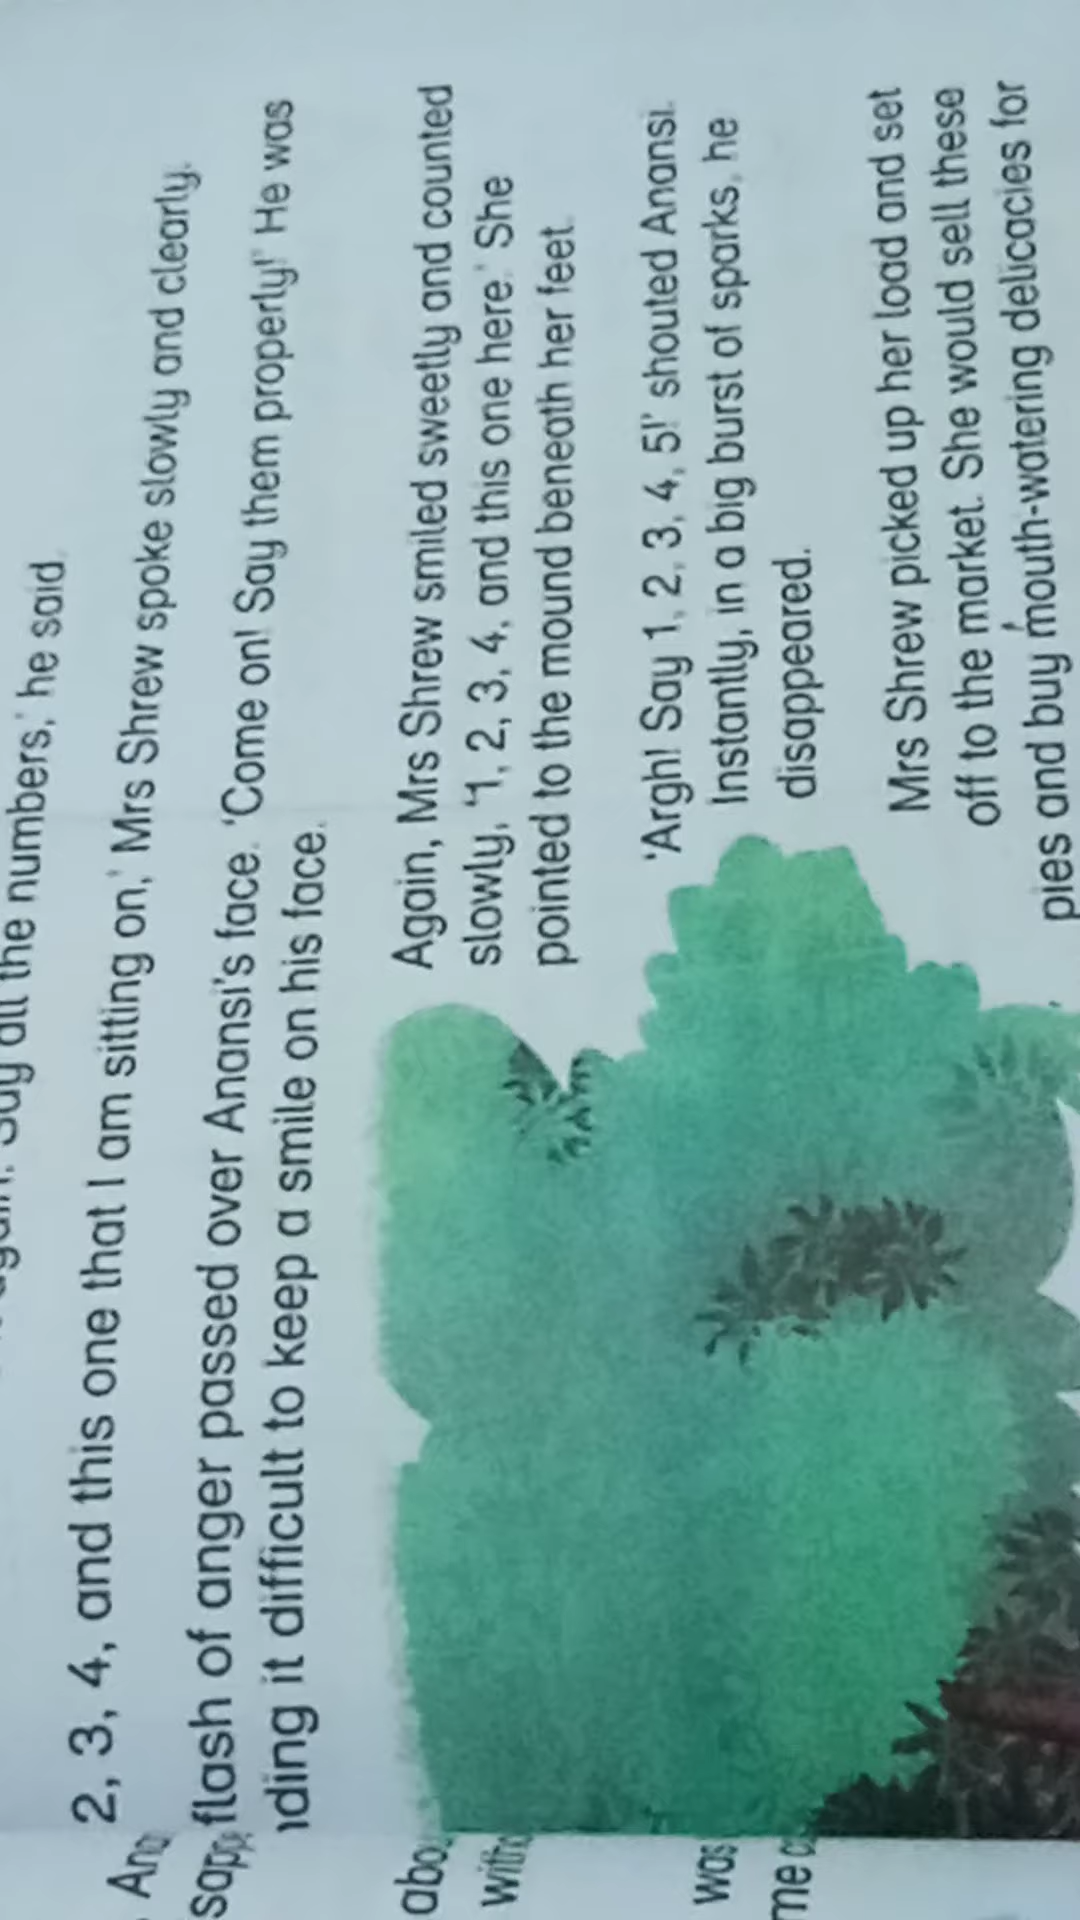 all the numbers,' he said.
2, 3, 4, and this one that I am sitting on,' Mrs Shrew spoke slowly and clearly.
flash of anger passed over Anansi's face. 'Come on! Say them properly!' He was
nding it difficult to keep a smile on his face.
Again, Mrs Shrew smiled sweetly and counted
slowly, '1, 2, 3, 4, and this one here.' She
pointed to the mound beneath her feet.
'Argh! Say 1, 2, 3, 4, 5!' shouted Anansi.
Instantly, in a big burst of sparks, he
disappeared.
Mrs Shrew picked up her load and set
off to the market. She would sell these
pies and buy mouth-watering delicacies for